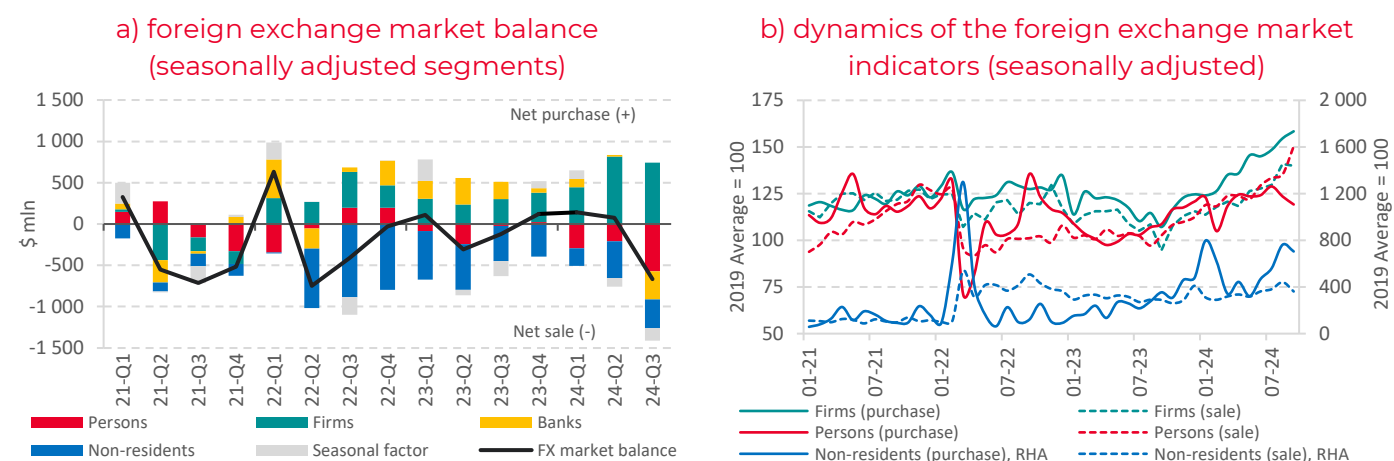 a) foreign exchange market balance
(seasonally adjusted segments)
1 500
1 000
500
0
-500
-1 000
-1 500
$ mln
Net purchase (+)
Net sale (-)
21-Q1
21-Q2
21-Q3
21-Q4
22-Q1
22-Q2
22-Q3
22-Q4
23-Q1
23-Q2
23-Q3
23-Q4
24-Q1
24-Q2
24-Q3
Persons
Firms
Banks
Non-residents
Seasonal factor
FX market balance
b) dynamics of the foreign exchange market
indicators (seasonally adjusted)
175
150
125
100
75
50
2019 Average = 100
2 000
1 600
1 200
800
400
0
2019 Average = 100
01-21
07-21
01-22
07-22
01-23
07-23
01-24
07-24
Firms (purchase)
Firms (sale)
Persons (purchase)
Persons (sale)
Non-residents (purchase), RHA
Non-residents (sale), RHA